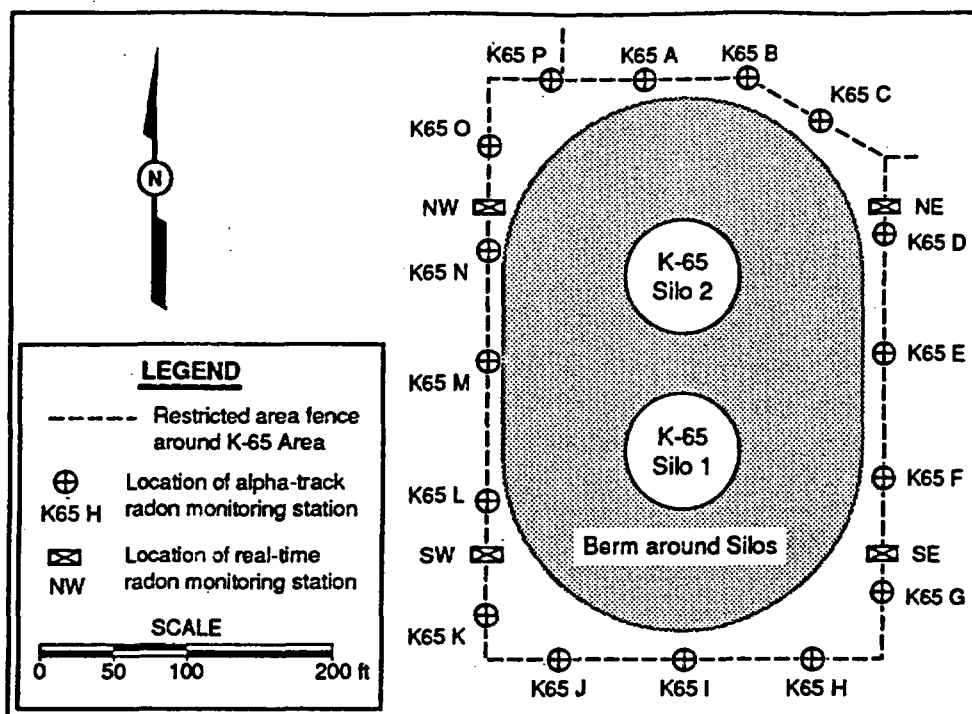 K65 P
K65 A
K65 B
K65 C
K65 O
N
NW
NE
K65 N
K65 D
K-65
Silo 2
K65 M
K65 E
K-65
Silo 1
K65 L
K65 F
SW
Berm around Silos
SE
K65 K
K65 G
K65 J
K65 I
K65 H
LEGEND
Restricted area fence
around K-65 Area
Location of alpha-track
radon monitoring station
K65 H
Location of real-time
radon monitoring station
NW
SCALE
0 50 100 200 ft